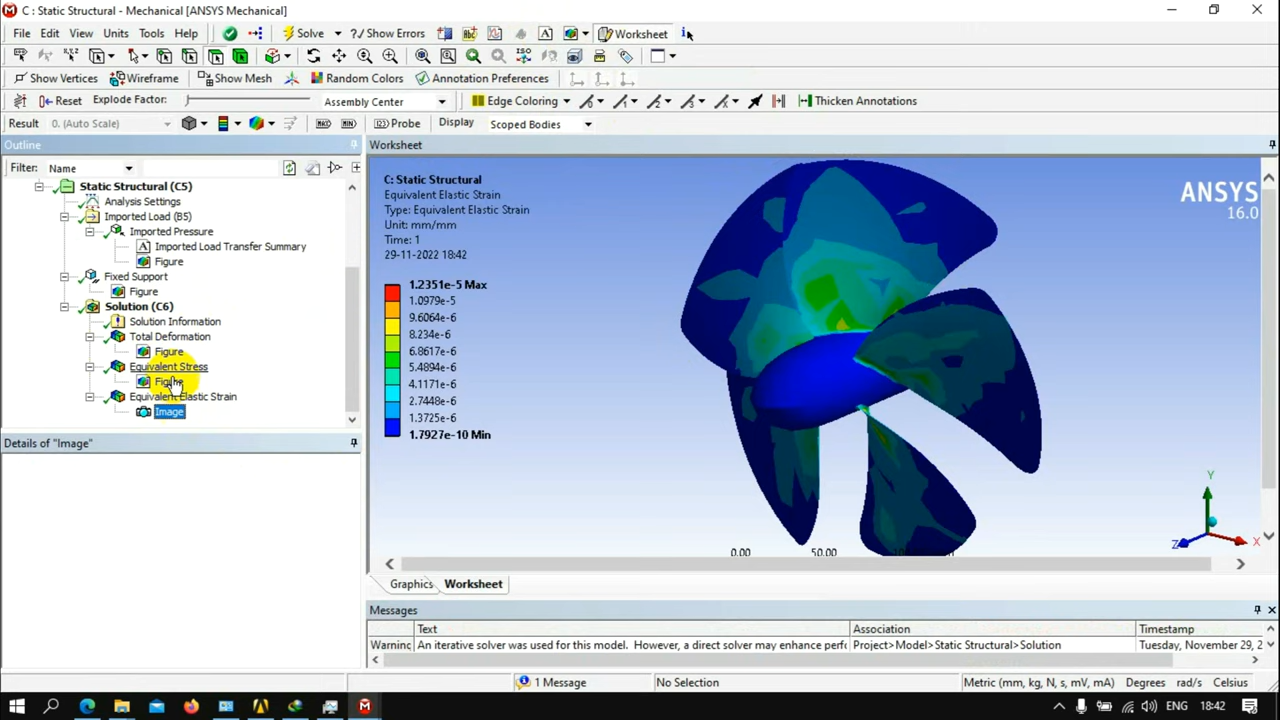 C : Static Structural - Mechanical [ANSYS Mechanical]
File Edit View Units Tools Help Solve ?/ Show Errors Worksheet
Show Vertices Wireframe Show Mesh Random Colors Annotation Preferences
Reset Explode Factor: Assembly Center Edge Coloring Thicken Annotations
Result 0. (Auto Scale) MAX MIN Probe Display Scoped Bodies
Outline
Filter: Name
Static Structural (C5)
Analysis Settings
Imported Load (B5)
Imported Pressure
Imported Load Transfer Summary
Figure
Fixed Support
Figure
Solution (C6)
Solution Information
Total Deformation
Figure
Equivalent Stress
Figure
Equivalent Elastic Strain
Image
Details of "Image"
Worksheet
C: Static Structural
Equivalent Elastic Strain
Type: Equivalent Elastic Strain
Unit: mm/mm
Time: 1
29-11-2022 18:42
1.2351e-5 Max
1.0979e-5
9.6064e-6
8.234e-6
6.8617e-6
5.4894e-6
4.1171e-6
2.7448e-6
1.3725e-6
1.7927e-10 Min
ANSYS
16.0
Y
Z X
0.00 50.00
Graphics Worksheet
Messages
Text Association Timestamp
Warning An iterative solver was used for this model. However, a direct solver may enhance perfo Project>Model>Static Structural>Solution Tuesday, November 29, 2
1 Message No Selection Metric (mm, kg, N, s, mV, mA) Degrees rad/s Celsius
ENG 18:42